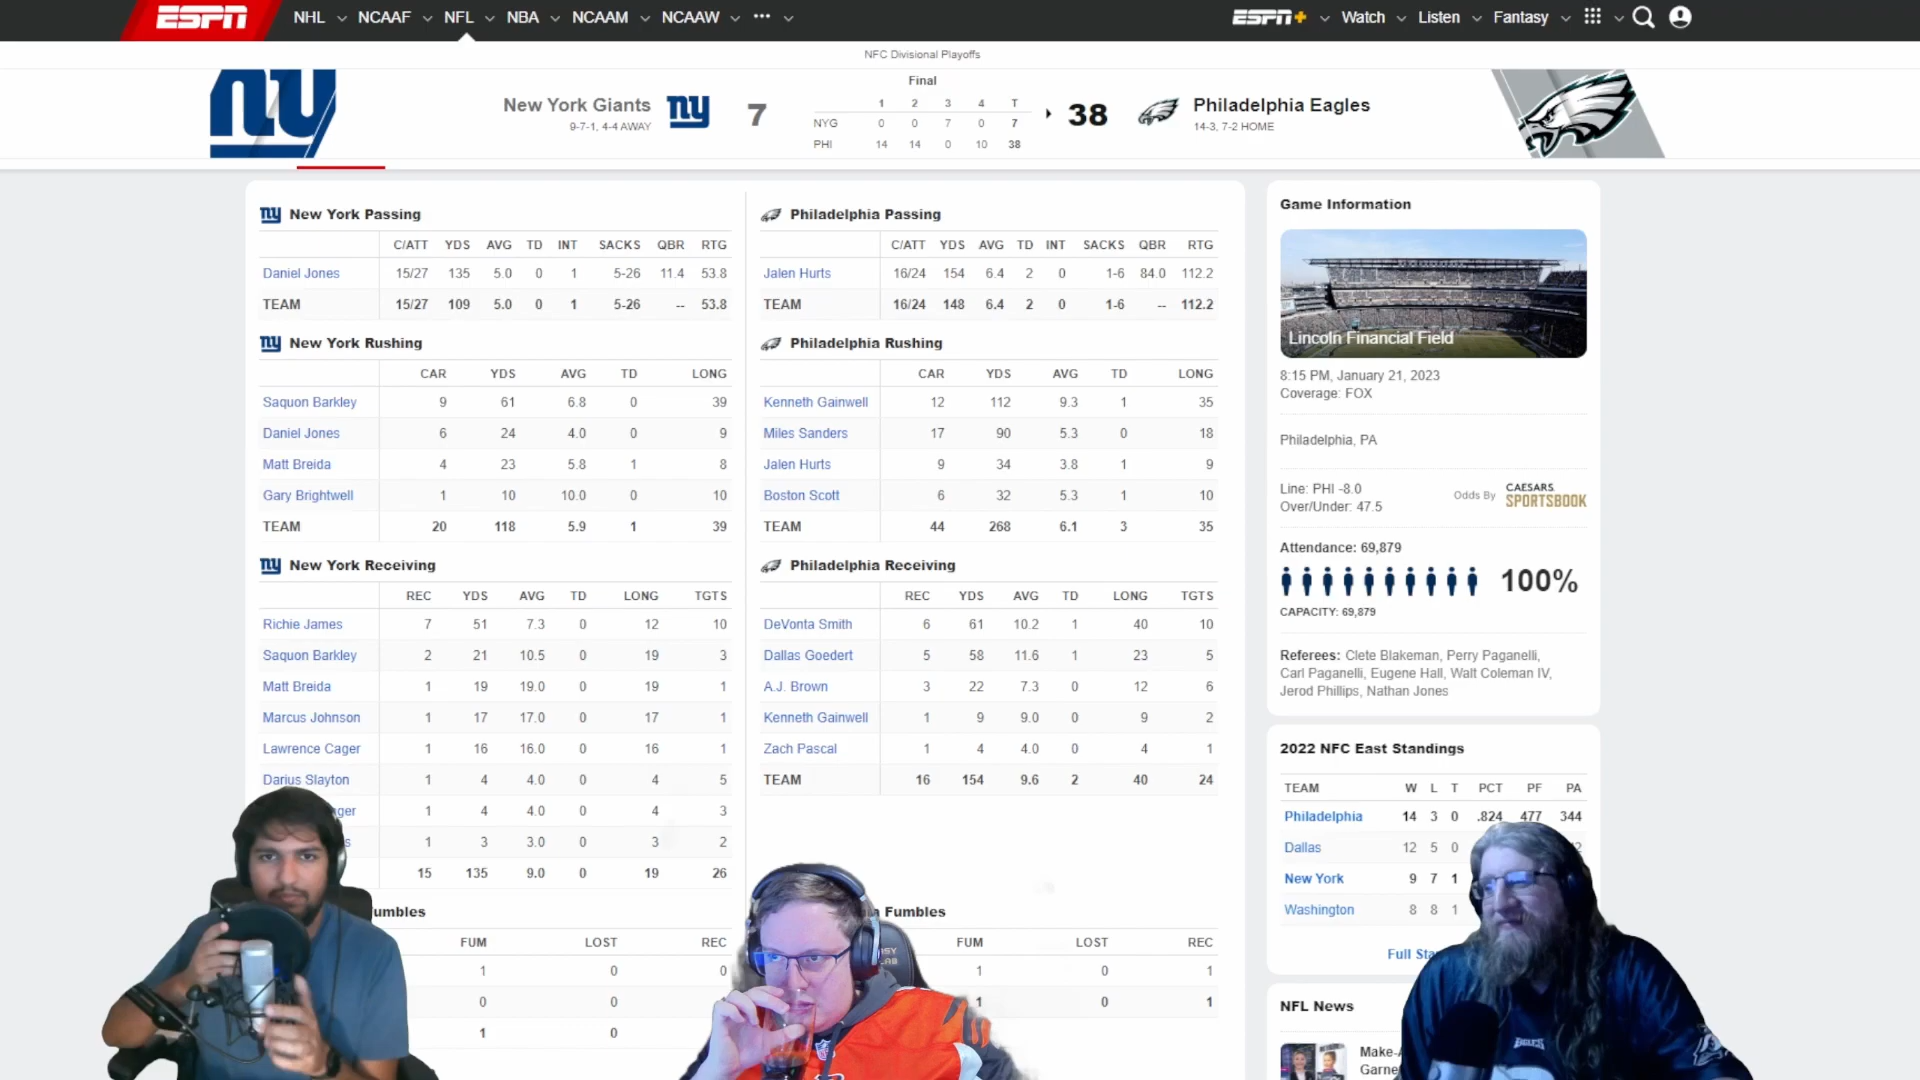 ESPN NHL NCAAF NFL NBA NCAAM NCAAW ••• ESPN+ Watch Listen Fantasy
NFC Divisional Playoffs
Final
New York Giants ny 7
9-7-1, 4-4 AWAY
1 2 3 4 T
NYG 0 0 7 0 7
PHI 14 14 0 10 38
38 Philadelphia Eagles
14-3, 7-2 HOME
ny New York Passing
C/ATT YDS AVG TD INT SACKS QBR RTG
Daniel Jones 15/27 135 5.0 0 1 5-26 11.4 53.8
TEAM 15/27 109 5.0 0 1 5-26 -- 53.8
ny New York Rushing
CAR YDS AVG TD LONG
Saquon Barkley 9 61 6.8 0 39
Daniel Jones 6 24 4.0 0 9
Matt Breida 4 23 5.8 1 8
Gary Brightwell 1 10 10.0 0 10
TEAM 20 118 5.9 1 39
ny New York Receiving
REC YDS AVG TD LONG TGTS
Richie James 7 51 7.3 0 12 10
Saquon Barkley 2 21 10.5 0 19 3
Matt Breida 1 19 19.0 0 19 1
Marcus Johnson 1 17 17.0 0 17 1
Lawrence Cager 1 16 16.0 0 16 1
Darius Slayton 1 4 4.0 0 4 5
1 4 4.0 0 4 3
1 3 3.0 0 3 2
15 135 9.0 0 19 26
umbles
FUM LOST REC
1 0 0
0 0
1 0
Philadelphia Passing
C/ATT YDS AVG TD INT SACKS QBR RTG
Jalen Hurts 16/24 154 6.4 2 0 1-6 84.0 112.2
TEAM 16/24 148 6.4 2 0 1-6 -- 112.2
Philadelphia Rushing
CAR YDS AVG TD LONG
Kenneth Gainwell 12 112 9.3 1 35
Miles Sanders 17 90 5.3 0 18
Jalen Hurts 9 34 3.8 1 9
Boston Scott 6 32 5.3 1 10
TEAM 44 268 6.1 3 35
Philadelphia Receiving
REC YDS AVG TD LONG TGTS
DeVonta Smith 6 61 10.2 1 40 10
Dallas Goedert 5 58 11.6 1 23 5
A.J. Brown 3 22 7.3 0 12 6
Kenneth Gainwell 1 9 9.0 0 9 2
Zach Pascal 1 4 4.0 0 4 1
TEAM 16 154 9.6 2 40 24
Fumbles
FUM LOST REC
1 0 1
1 0 1
Game Information
Lincoln Financial Field
8:15 PM, January 21, 2023
Coverage: FOX
Philadelphia, PA
Line: PHI -8.0
Over/Under: 47.5
Odds By CAESARS SPORTSBOOK
Attendance: 69,879
100%
CAPACITY: 69,879
Referees: Clete Blakeman, Perry Paganelli,
Carl Paganelli, Eugene Hall, Walt Coleman IV,
Jerod Phillips, Nathan Jones
2022 NFC East Standings
TEAM W L T PCT PF PA
Philadelphia 14 3 0 .824 477 344
Dallas 12 5 0
New York 9 7 1
Washington 8 8 1
Full Sta
NFL News
Make-A
Garne
EAGLES